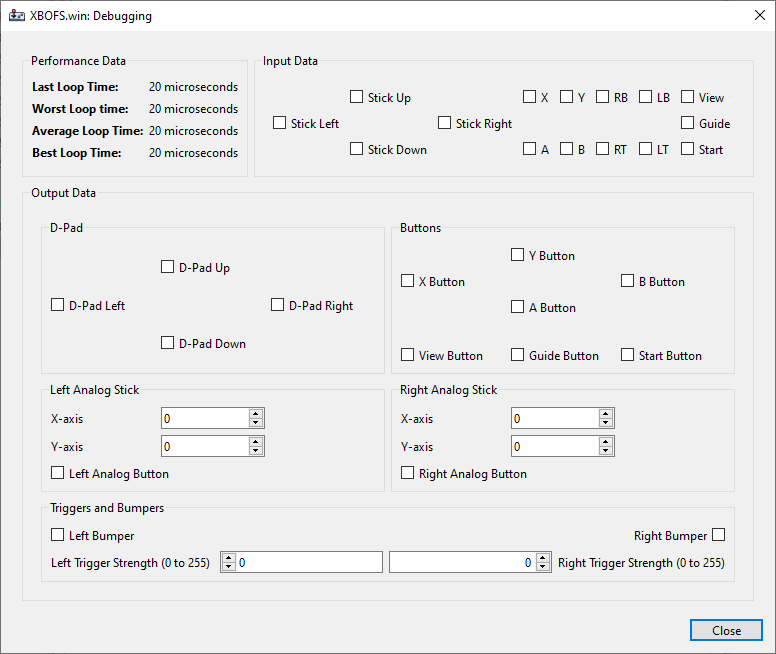 XBOFS.win: Debugging
Performance Data
Last Loop Time: 20 microseconds
Worst Loop time: 20 microseconds
Average Loop Time: 20 microseconds
Best Loop Time: 20 microseconds
Input Data
Stick Up X Y RB LB View
Stick Left Stick Right Guide
Stick Down A B RT LT Start
Output Data
D-Pad
D-Pad Up
D-Pad Left D-Pad Right
D-Pad Down
Buttons
Y Button
X Button B Button
A Button
View Button Guide Button Start Button
Left Analog Stick
X-axis 0
Y-axis 0
Left Analog Button
Right Analog Stick
X-axis 0
Y-axis 0
Right Analog Button
Triggers and Bumpers
Left Bumper Right Bumper
Left Trigger Strength (0 to 255) 0 0 Right Trigger Strength (0 to 255)
Close